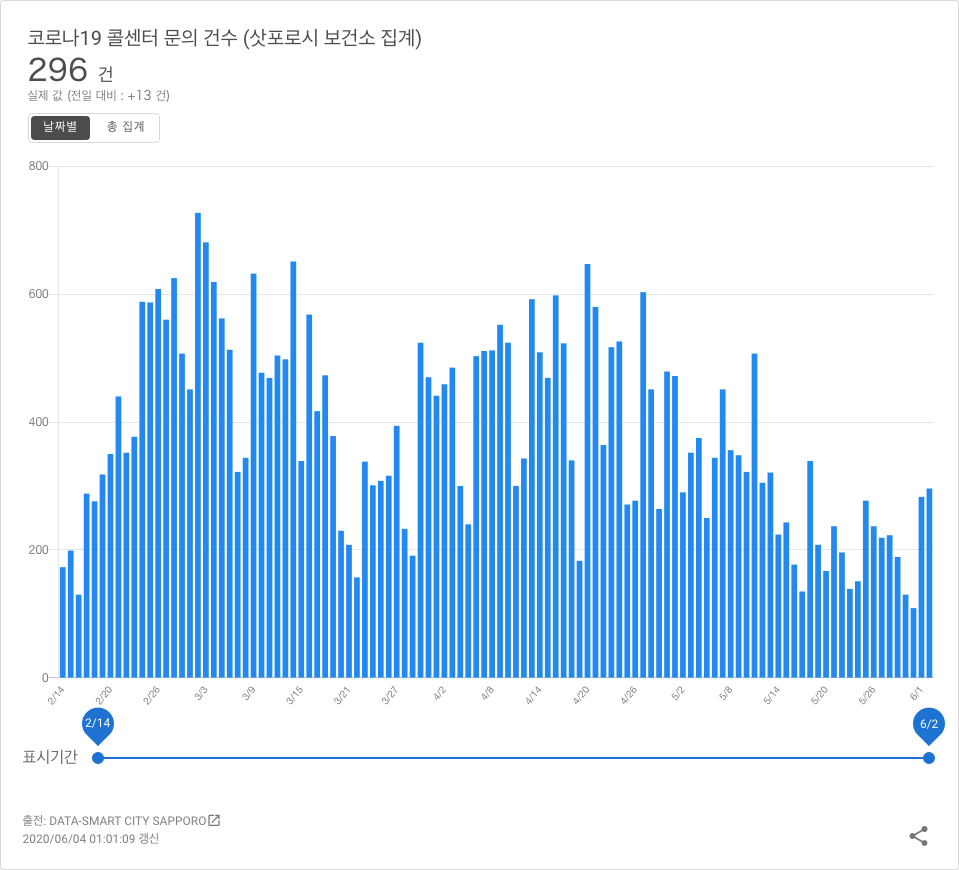 코로나19 콜센터 문의 건수 (삿포로시 보건소 집계)
296 건
실제 값 (전일 대비 : +13 건)
날짜별 총 집계
800
600
400
200
0
2/14 2/20 2/26 3/3 3/9 3/15 3/21 3/27 4/2 4/8 4/14 4/20 4/26 5/2 5/8 5/14 5/20 5/26 6/1
2/14 6/2
표시기간
출전: DATA-SMART CITY SAPPORO
2020/06/04 01:01:09 갱신